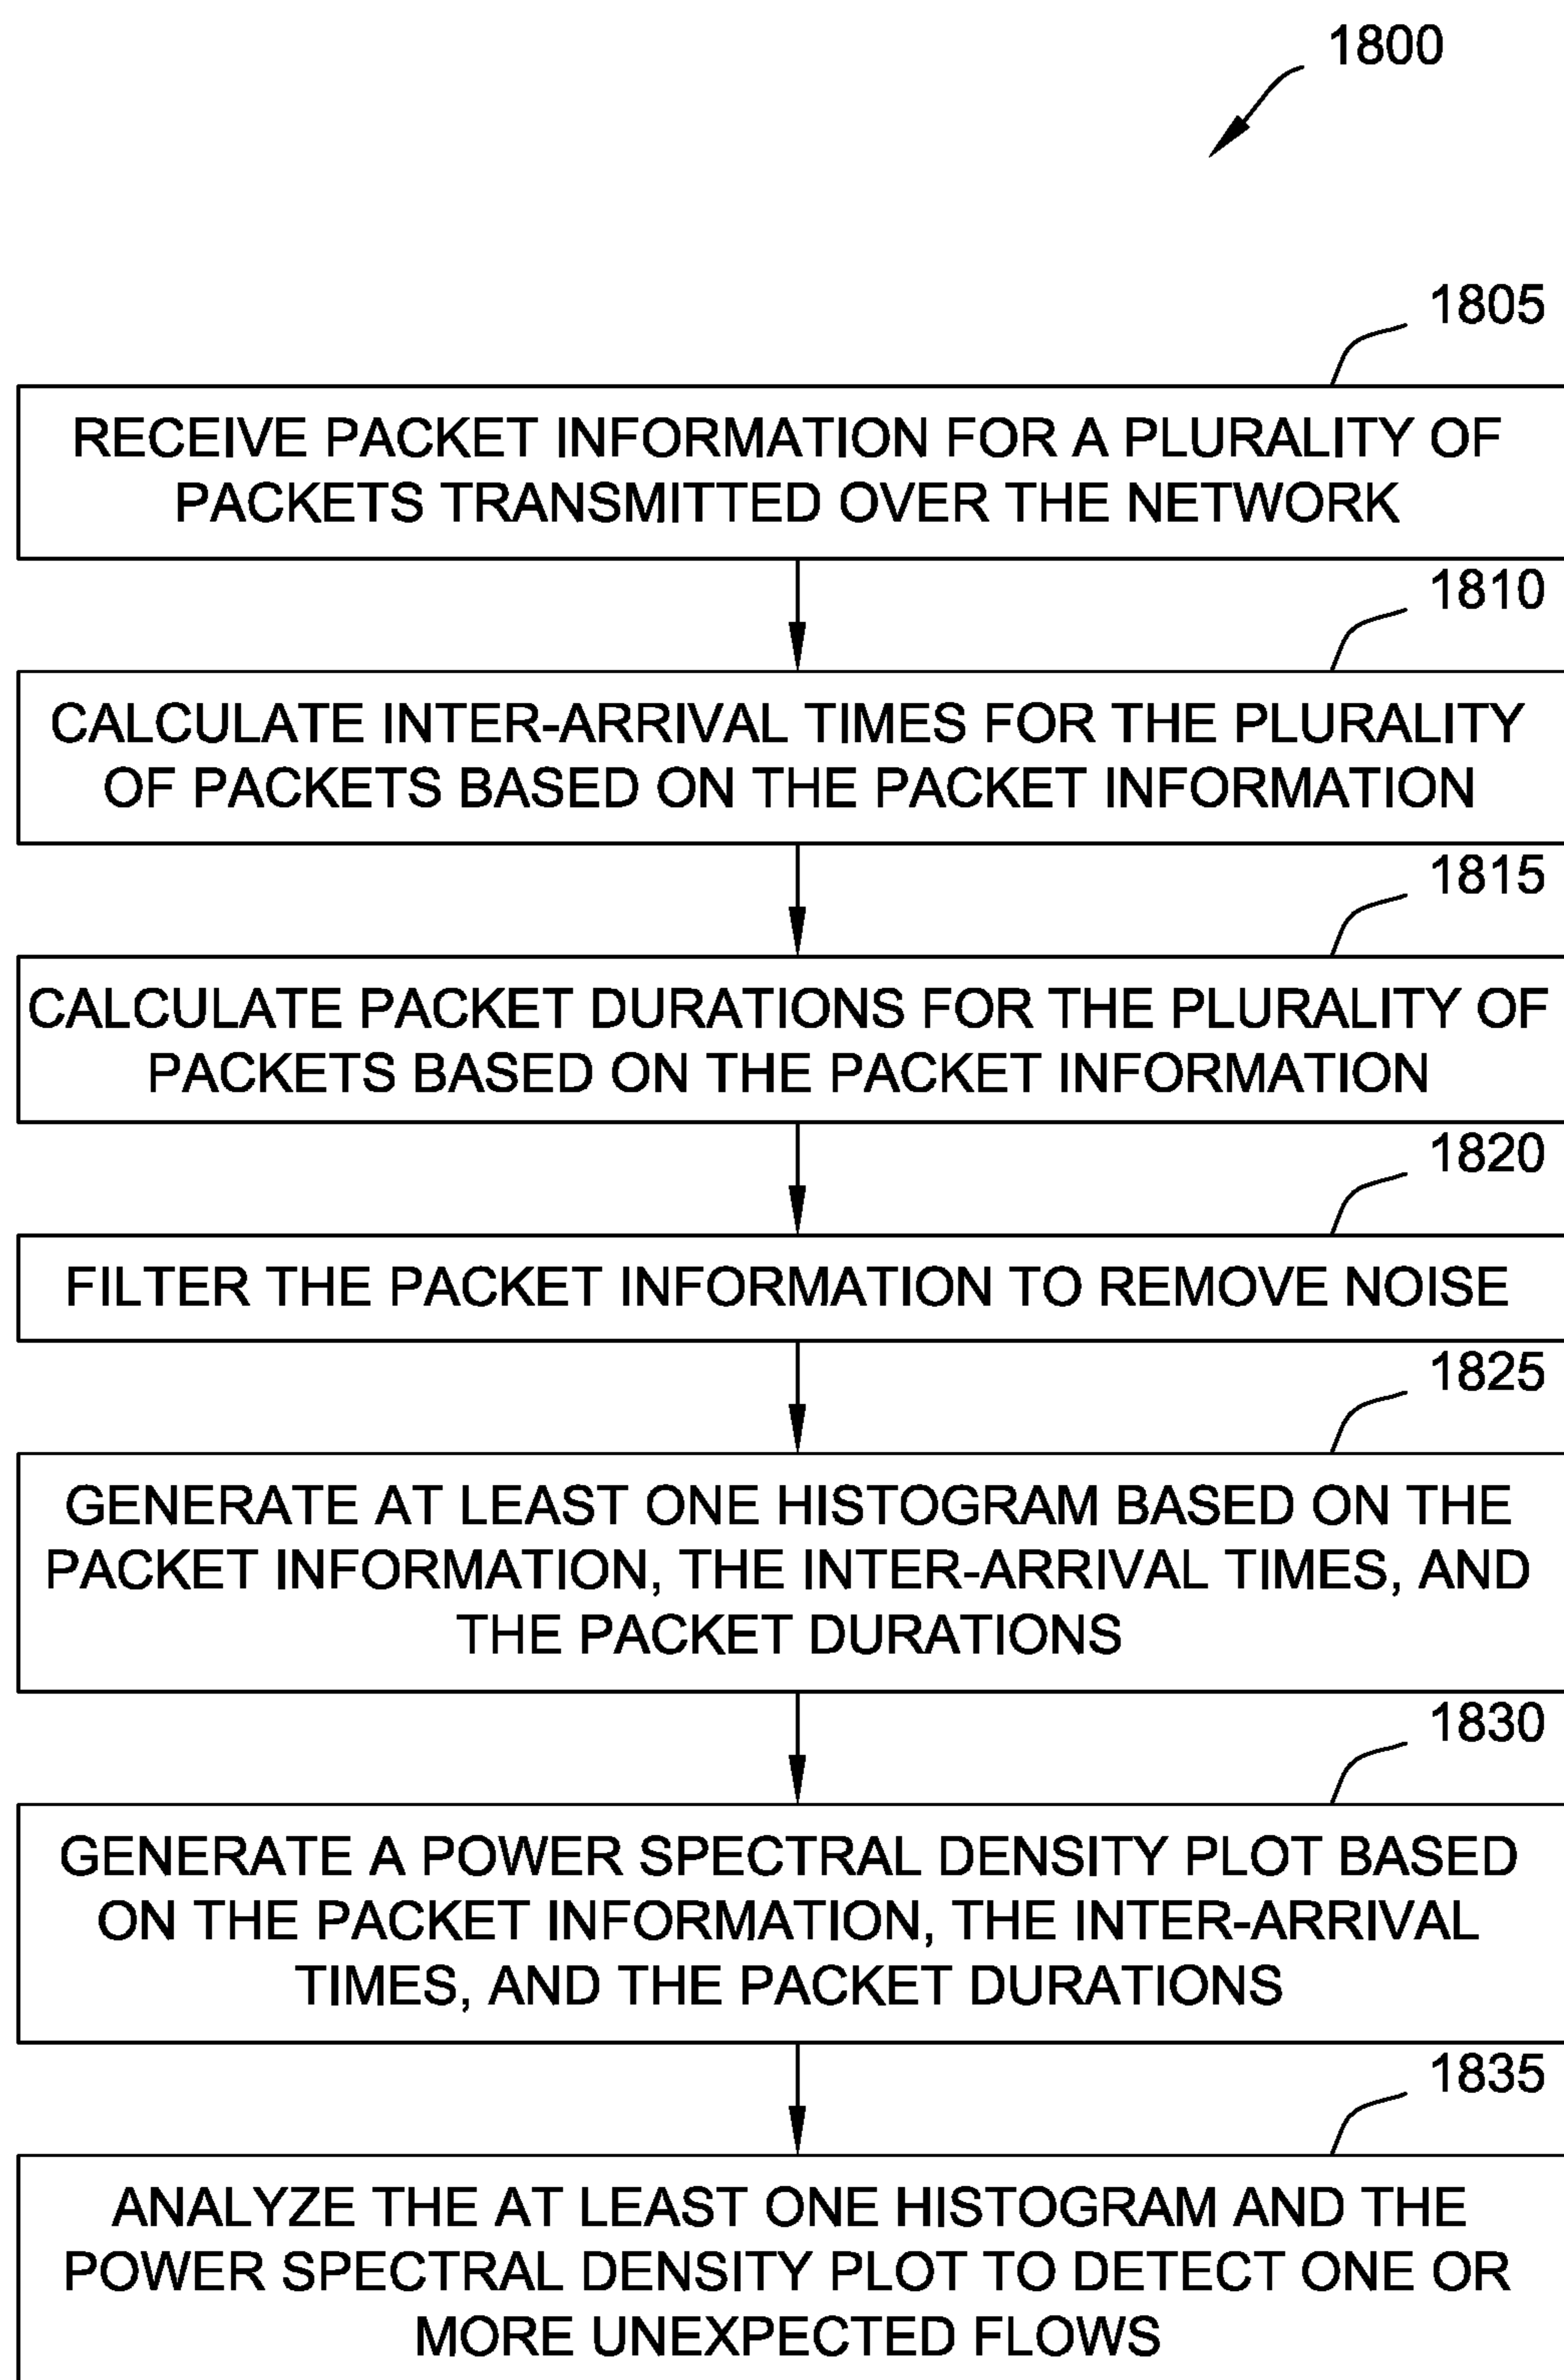 1800
1805
RECEIVE PACKET INFORMATION FOR A PLURALITY OF
PACKETS TRANSMITTED OVER THE NETWORK
1810
CALCULATE INTER-ARRIVAL TIMES FOR THE PLURALITY
OF PACKETS BASED ON THE PACKET INFORMATION
1815
CALCULATE PACKET DURATIONS FOR THE PLURALITY OF
PACKETS BASED ON THE PACKET INFORMATION
1820
FILTER THE PACKET INFORMATION TO REMOVE NOISE
1825
GENERATE AT LEAST ONE HISTOGRAM BASED ON THE
PACKET INFORMATION, THE INTER-ARRIVAL TIMES, AND
THE PACKET DURATIONS
1830
GENERATE A POWER SPECTRAL DENSITY PLOT BASED
ON THE PACKET INFORMATION, THE INTER-ARRIVAL
TIMES, AND THE PACKET DURATIONS
1835
ANALYZE THE AT LEAST ONE HISTOGRAM AND THE
POWER SPECTRAL DENSITY PLOT TO DETECT ONE OR
MORE UNEXPECTED FLOWS